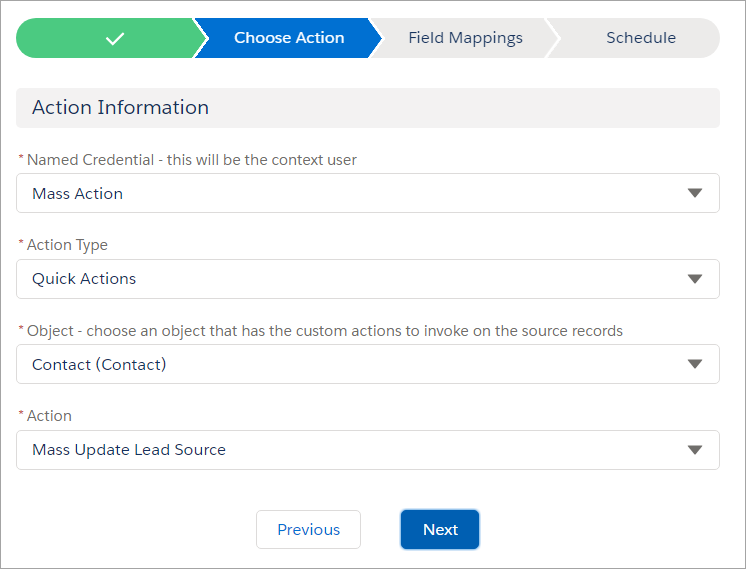 Choose Action
Field Mappings
Schedule
Action Information
* Named Credential - this will be the context user
Mass Action
* Action Type
Quick Actions
* Object - choose an object that has the custom actions to invoke on the source records
Contact (Contact)
* Action
Mass Update Lead Source
Previous
Next